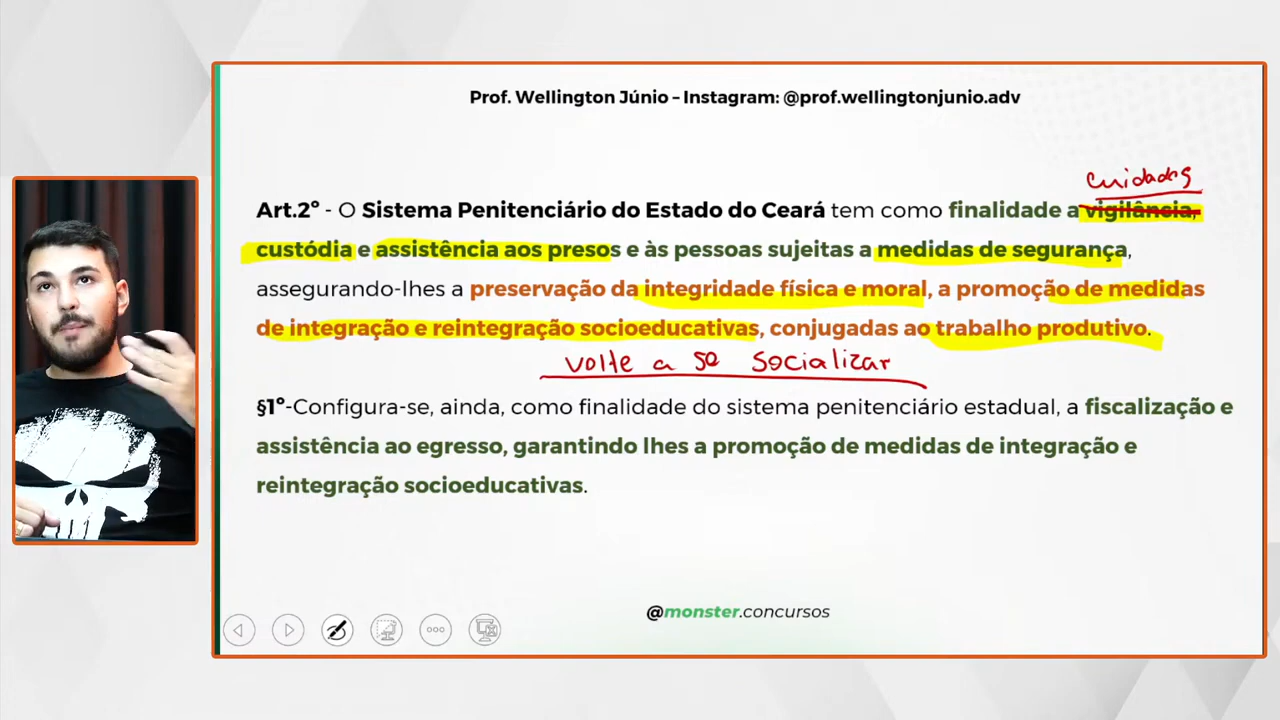 Prof. Wellington Júnio – Instagram: @prof.wellingtonjunio.adv
cuidados
Art.2º - O Sistema Penitenciário do Estado do Ceará tem como finalidade a vigilância,
custódia e assistência aos presos e às pessoas sujeitas a medidas de segurança,
assegurando-lhes a preservação da integridade física e moral, a promoção de medidas
de integração e reintegração socioeducativas, conjugadas ao trabalho produtivo.
volte a se socializar
§1º-Configura-se, ainda, como finalidade do sistema penitenciário estadual, a fiscalização e
assistência ao egresso, garantindo lhes a promoção de medidas de integração e
reintegração socioeducativas.
@monster.concursos